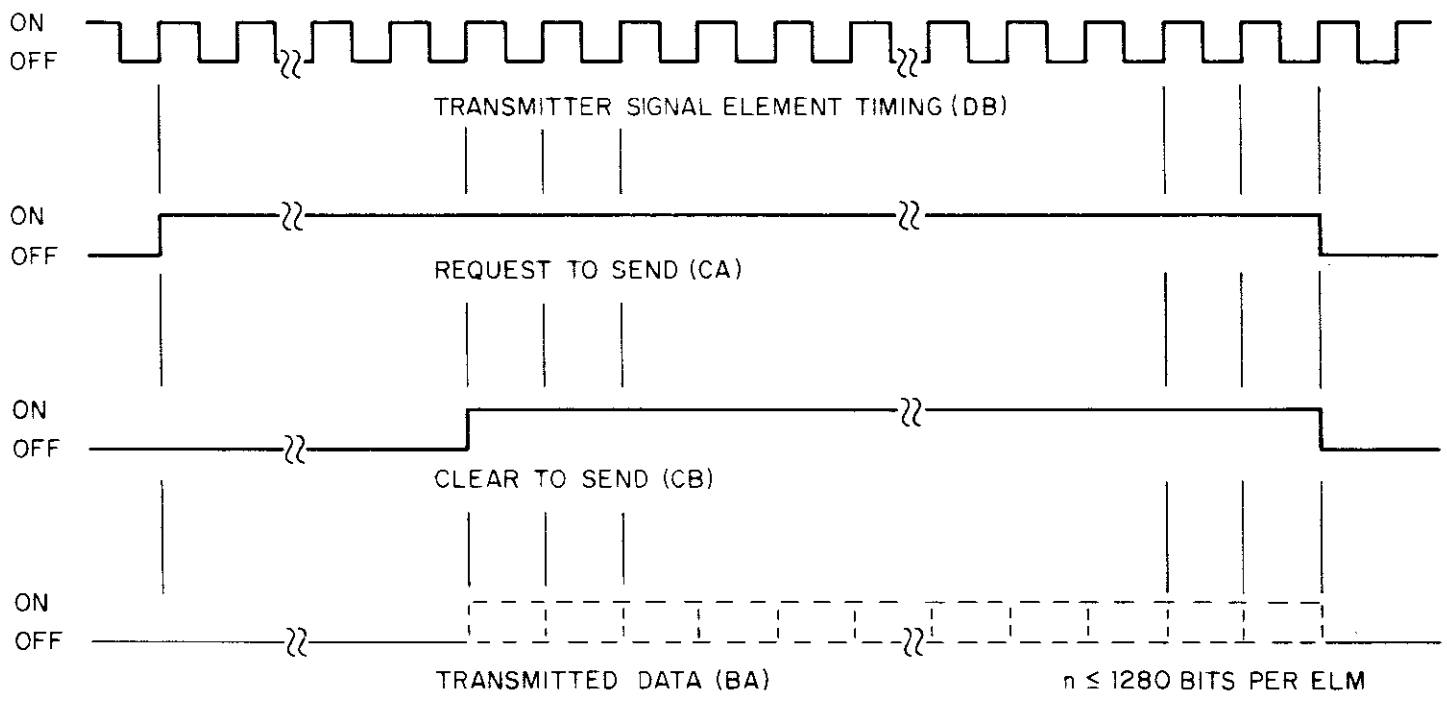 ON
OFF
TRANSMITTER SIGNAL ELEMENT TIMING (DB)
ON
OFF
REQUEST TO SEND (CA)
ON
OFF
CLEAR TO SEND (CB)
ON
OFF
TRANSMITTED DATA (BA)
n ≤ 1280 BITS PER ELM